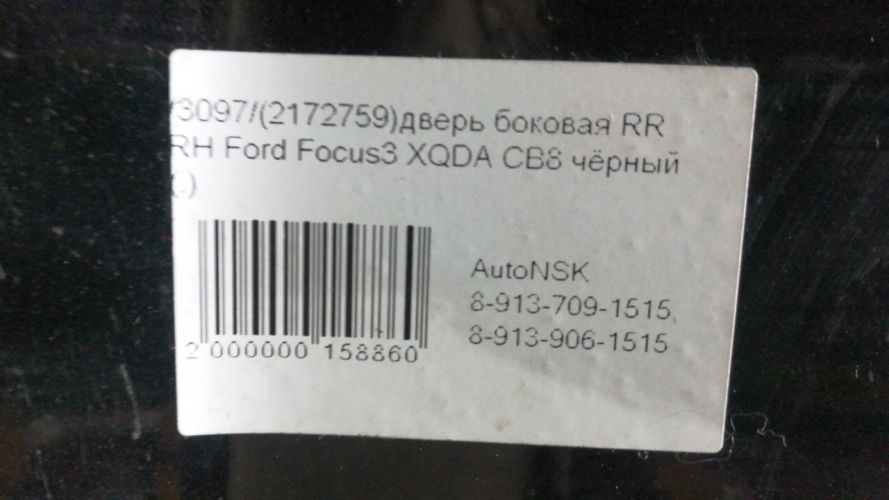 /3097/(2172759)дверь боковая RR
RH Ford Focus3 XQDA CB8 чёрный
(.)
AutoNSK
8-913-709-1515,
8-913-906-1515
2 000000 158860